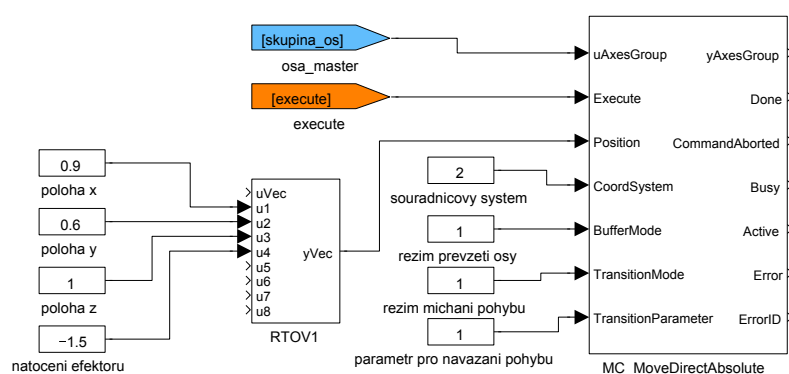 [skupina_os]
osa_master
[execute]
execute
0.9
poloha x
0.6
poloha y
1
poloha z
−1.5
natoceni efektoru
uVec
u1
u2
u3
u4
u5
u6
u7
u8
yVec
RTOV1
2
souradnicovy system
1
rezim prevzeti osy
1
rezim michani pohybu
1
parametr pro navazani pohybu
uAxesGroup yAxesGroup
Execute Done
Position CommandAborted
CoordSystem Busy
BufferMode Active
TransitionMode Error
TransitionParameter ErrorID
MC_MoveDirectAbsolute